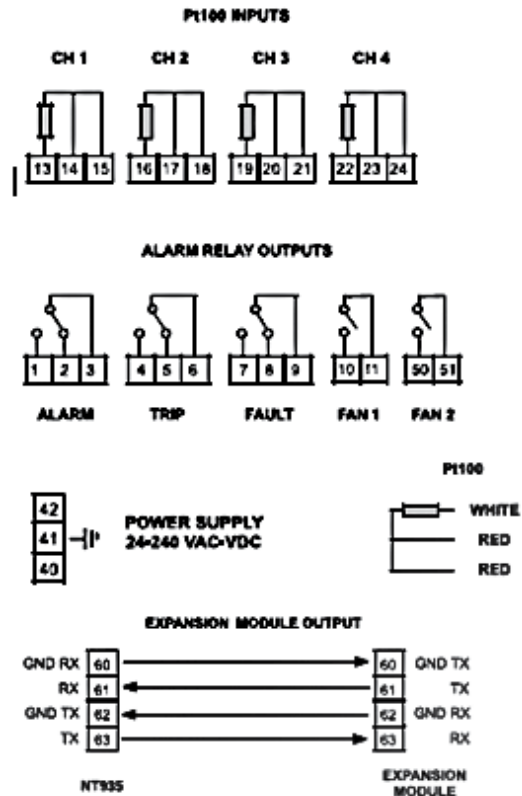 Pt100 INPUTS
CH 1 CH 2 CH 3 CH 4
13 14 15 16 17 18 19 20 21 22 23 24
ALARM RELAY OUTPUTS
1 2 3 4 5 6 7 8 9 10 11 50 51
ALARM TRIP FAULT FAN 1 FAN 2
Pt100
42
41
40
POWER SUPPLY
24-240 VAC-VDC
WHITE
RED
RED
EXPANSION MODULE OUTPUT
GND RX 60 60 GND TX
RX 61 61 TX
GND TX 62 62 GND RX
TX 63 63 RX
NT935
EXPANSION
MODULE